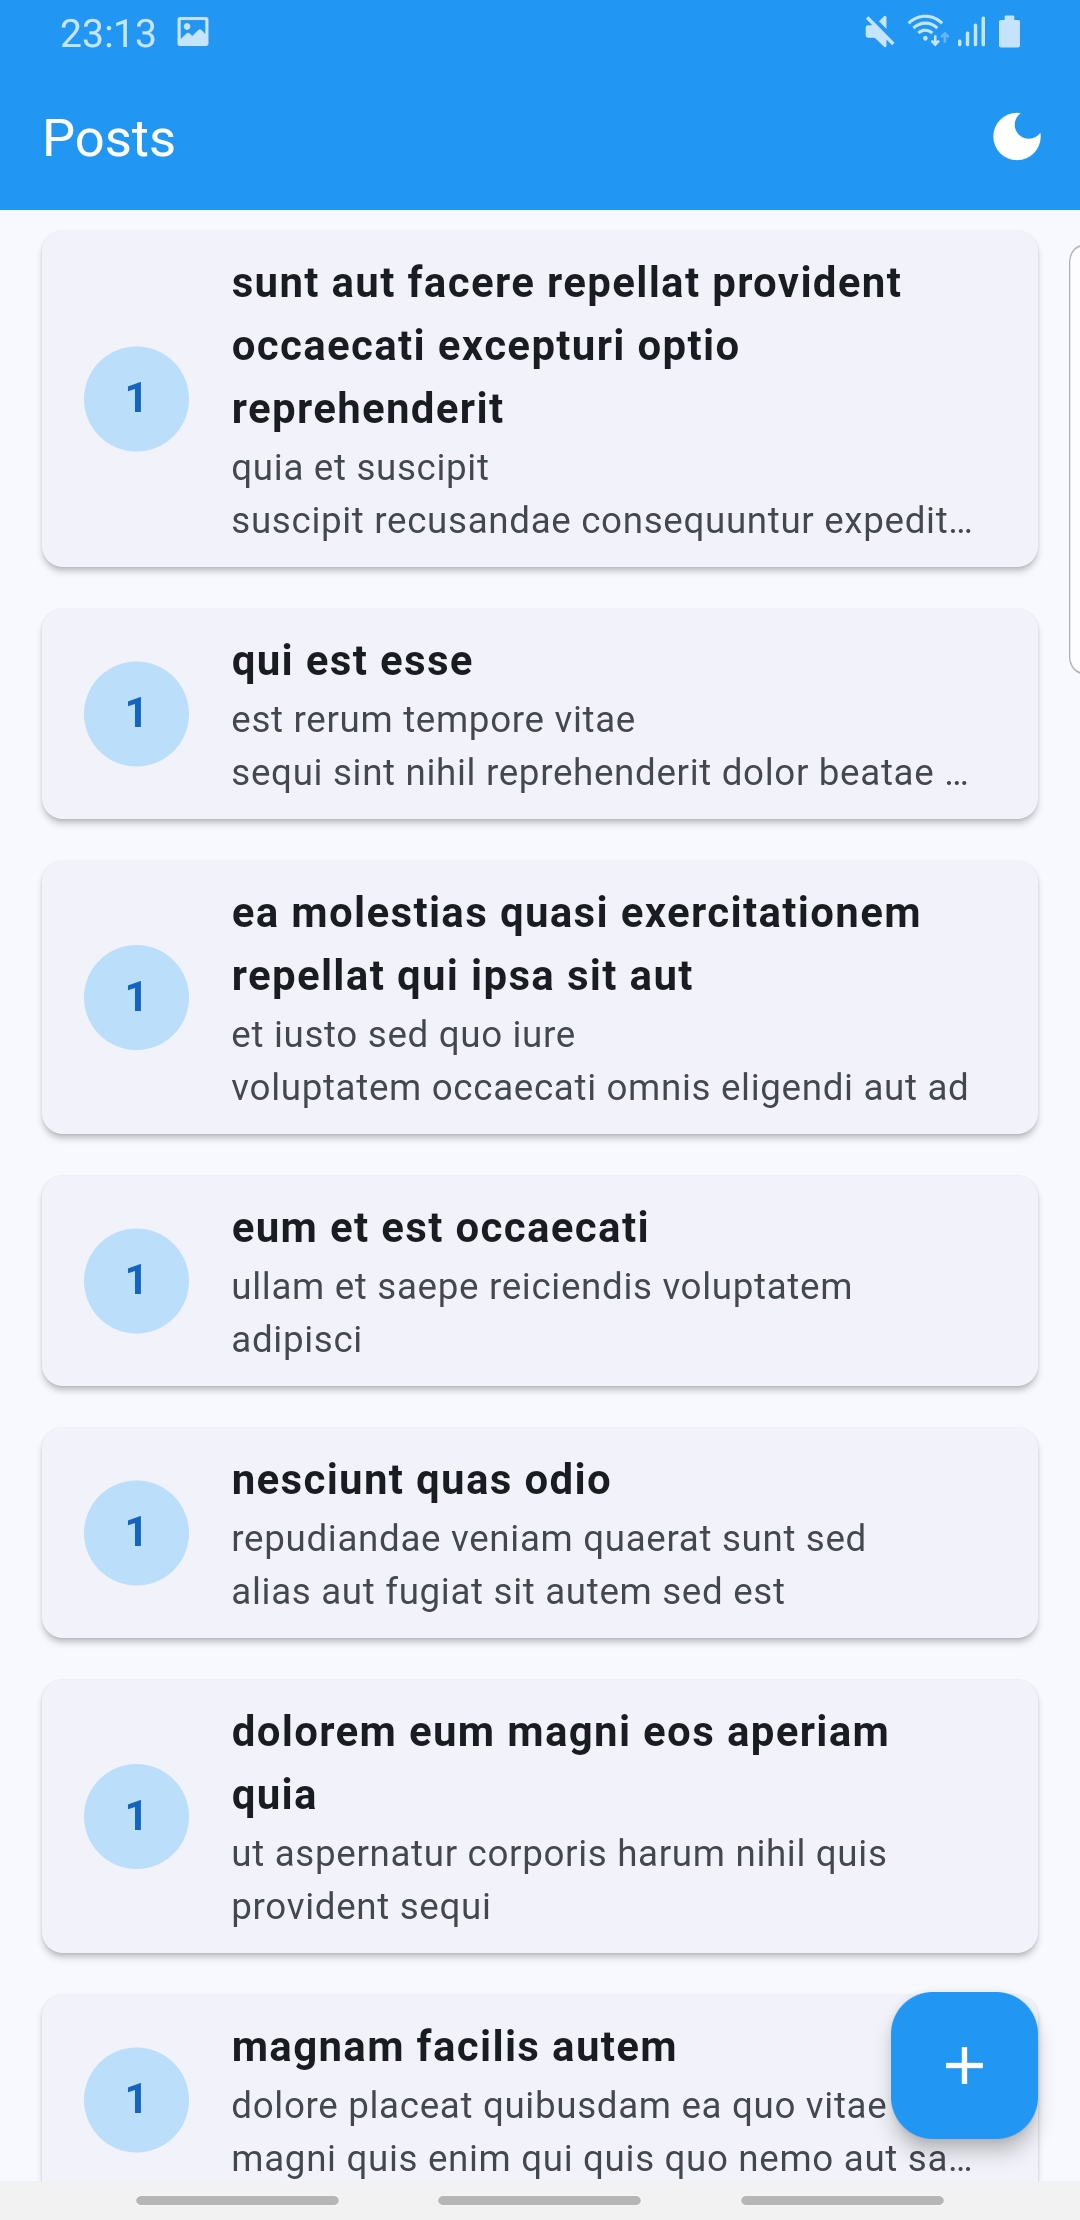 23:13
Posts
sunt aut facere repellat provident
occaecati excepturi optio
reprehenderit
1
quia et suscipit
suscipit recusandae consequuntur expedit...
qui est esse
1
est rerum tempore vitae
sequi sint nihil reprehenderit dolor beatae ...
ea molestias quasi exercitationem
repellat qui ipsa sit aut
1
et iusto sed quo iure
voluptatem occaecati omnis eligendi aut ad
eum et est occaecati
1
ullam et saepe reiciendis voluptatem
adipisci
nesciunt quas odio
1
repudiandae veniam quaerat sunt sed
alias aut fugiat sit autem sed est
dolorem eum magni eos aperiam
quia
1
ut aspernatur corporis harum nihil quis
provident sequi
magnam facilis autem
1
dolore placeat quibusdam ea quo vitae
magni quis enim qui quis quo nemo aut sa...